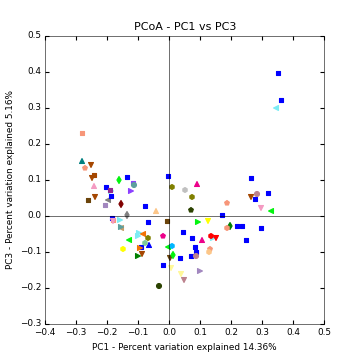 PCoA - PC1 vs PC3
0.5
0.4
0.3
0.2
0.1
0.0
−0.1
−0.2
−0.3
PC3 - Percent variation explained 5.16%
−0.5 −0.4 −0.3 −0.2 −0.1 0.0 0.1 0.2 0.3 0.4 0.5
PC1 - Percent variation explained 14.36%